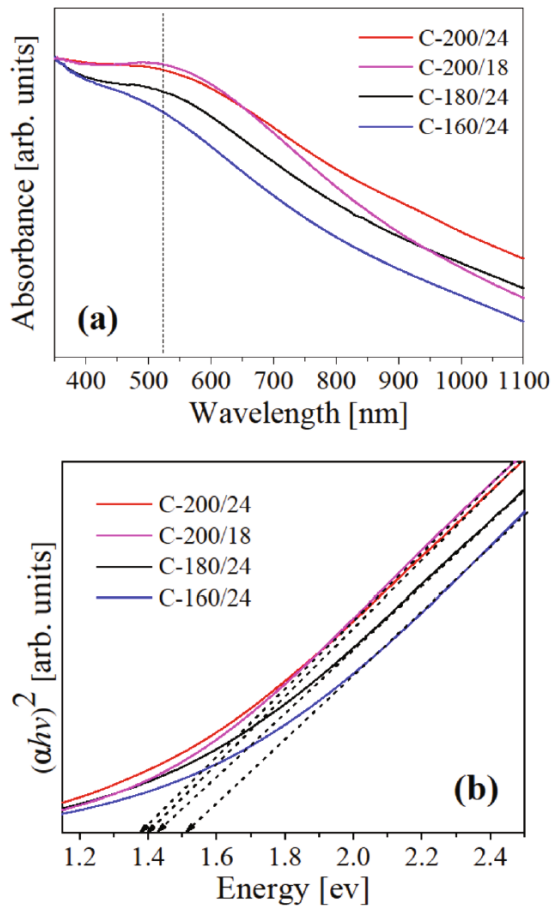 Absorbance [arb. units]
C-200/24
C-200/18
C-180/24
C-160/24
(a)
400 500 600 700 800 900 1000 1100
Wavelength [nm]
(αhν)² [arb. units]
C-200/24
C-200/18
C-180/24
C-160/24
(b)
1.2 1.4 1.6 1.8 2.0 2.2 2.4
Energy [ev]